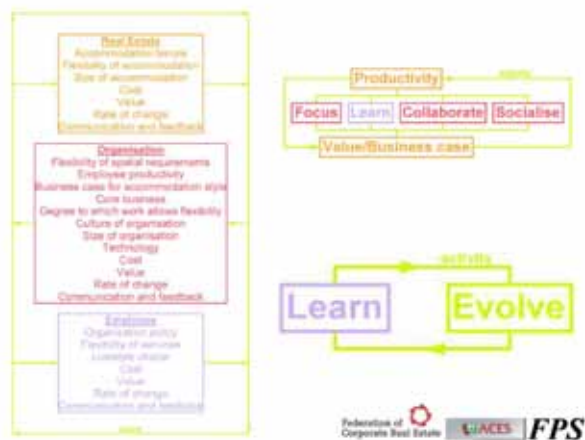 Real Estate
Accommodation tenure
Flexibility of accommodation
Size of accommodation
Cost
Value
Rate of change
Communication and feedback
Organisation
Flexibility of spatial requirements
Employee productivity
Business case for accommodation style
Core business
Degree to which work allows flexibility
Culture of organisation
Size of organisation
Technology
Cost
Value
Rate of change
Communication and feedback
Employee
Organisation policy
Flexibility of services
Lifestyle choice
Cost
Value
Rate of change
Communication and feedback
Productivity
Focus
Learn
Collaborate
Socialise
Value/Business case
activity
Learn
Evolve
Federation of
Corporate Real Estate
ACES
FPS